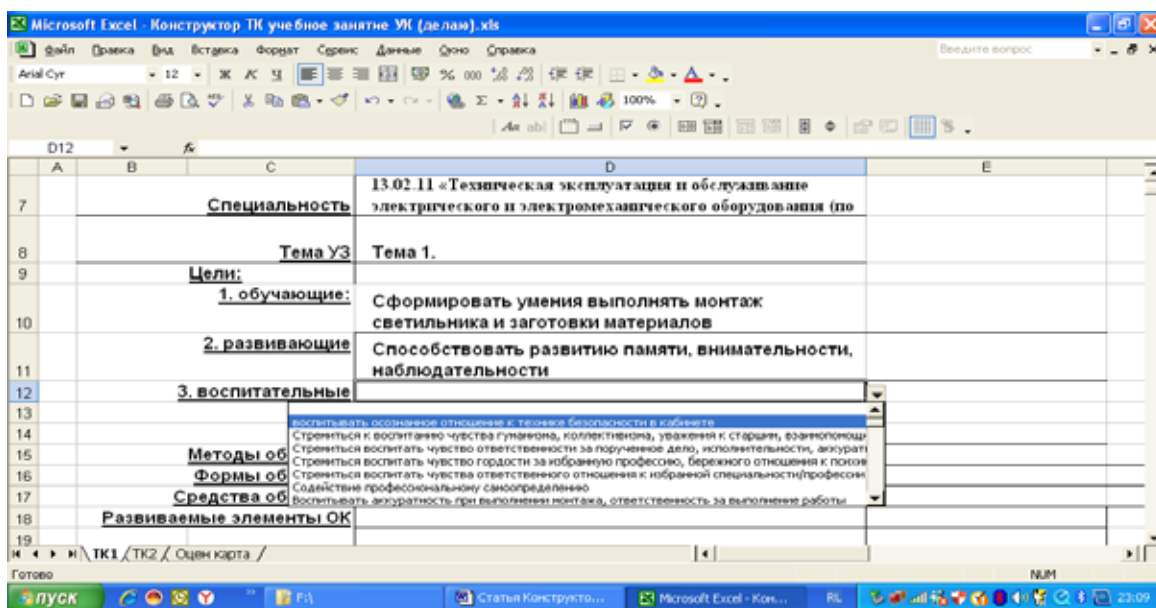 Microsoft Excel - Конструктор ТК учебное занятие УК (делаю).xls
Файл Правка Вид Вставка Формат Сервис Данные Окно Справка Введите вопрос
Arial Cyr 12 Ж К Ч % 000
100%
Aa abl
D12 fx
A B C D E
13.02.11 «Техническая эксплуатация и обслуживание
7 Специальность электрического и электромеханического оборудования (по
8 Тема УЗ Тема 1.
9 Цели:
1. обучающие: Сформировать умения выполнять монтаж
10 светильника и заготовки материалов
2. развивающие Способствовать развитию памяти, внимательности,
11 наблюдательности
12 3. воспитательные
13
воспитывать осознанное отношение к технике безопасности в кабинете
14 Стремиться к воспитанию чувства гуманизма, коллективизма, уважения к старшим, взаимопомощи
15 Методы об Стремиться воспитать чувство ответственности за порученное дело, исполнительности, аккурат
Стремиться воспитать чувство гордости за избранную профессию, бережного отношения к
16 Формы об Стремиться воспитать чувства ответственного отношения к избранной специальности/профессии
Содействие профессиональному самоопределению
17 Средства об Воспитывать аккуратность при выполнении монтажа, ответственность за выполнение работы
18 Развиваемые элементы ОК
19
ТК1 ТК2 Оцен карта
Готово NUM
пуск F:\ Статья Конструкто... Microsoft Excel - Кон... 23:09